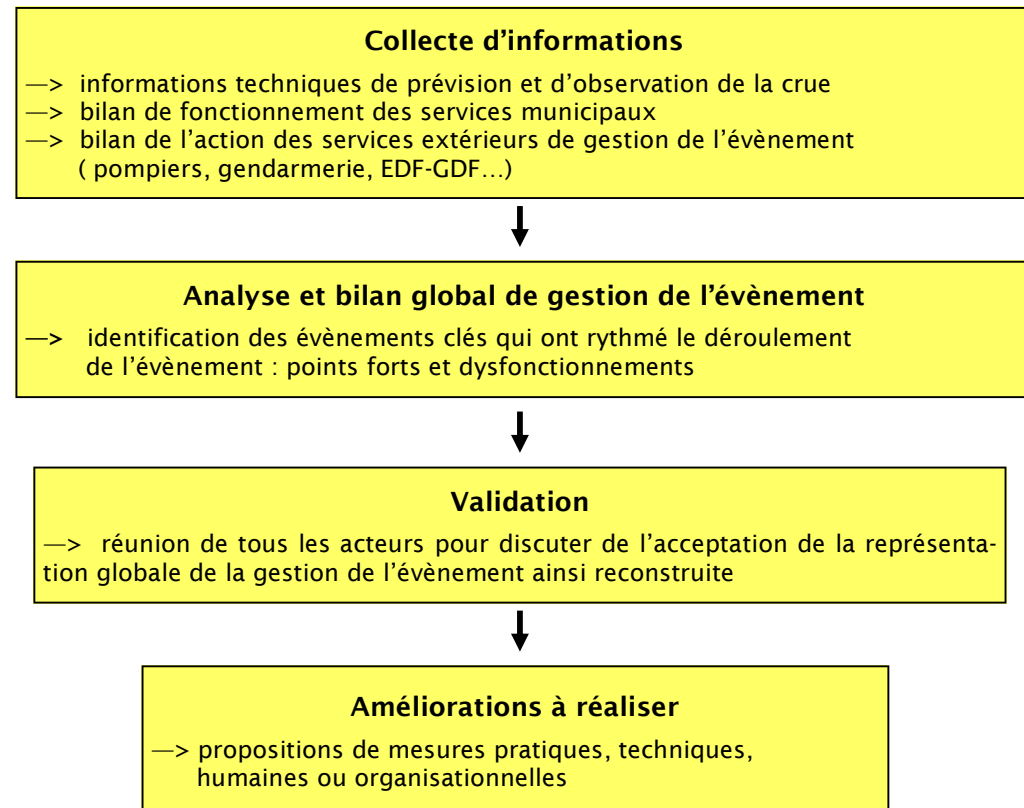 Collecte d'informations
—> informations techniques de prévision et d'observation de la crue
—> bilan de fonctionnement des services municipaux
—> bilan de l'action des services extérieurs de gestion de l'évènement
( pompiers, gendarmerie, EDF-GDF…)
Analyse et bilan global de gestion de l'évènement
—> identification des évènements clés qui ont rythmé le déroulement
de l'évènement : points forts et dysfonctionnements
Validation
—> réunion de tous les acteurs pour discuter de l'acceptation de la représenta-
tion globale de la gestion de l'évènement ainsi reconstruite
Améliorations à réaliser
—> propositions de mesures pratiques, techniques,
humaines ou organisationnelles